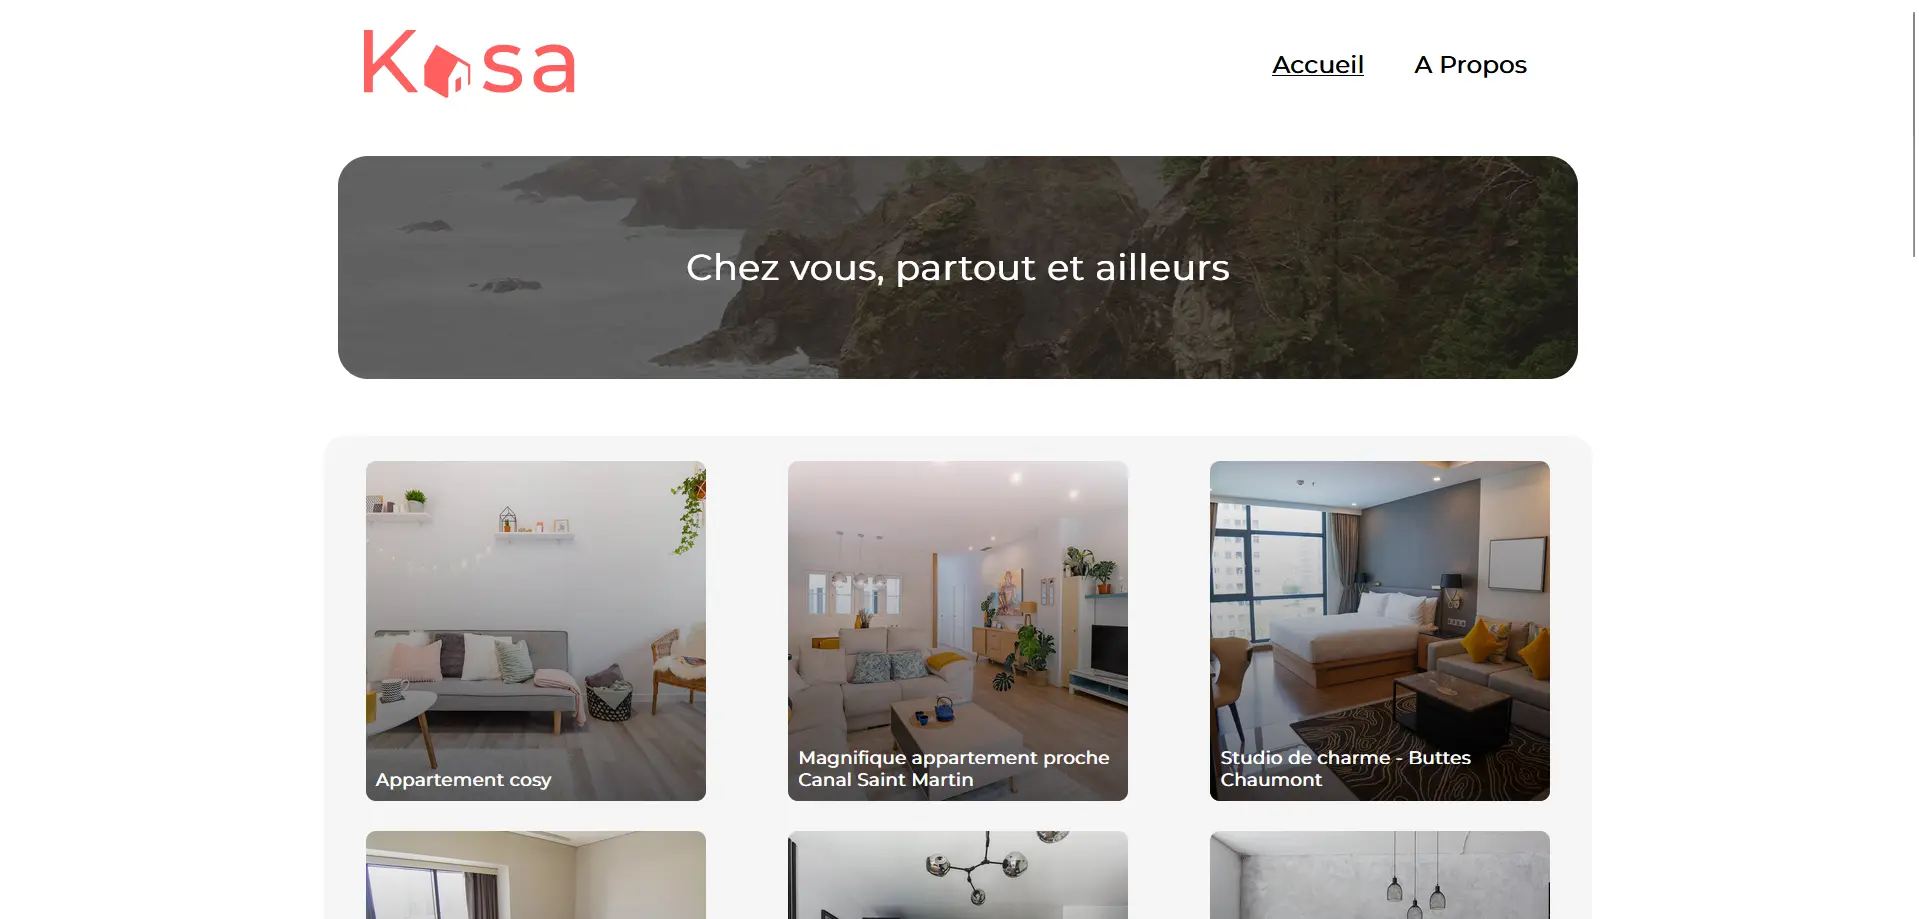 Kasa
Accueil
A Propos
Chez vous, partout et ailleurs
Appartement cosy
Magnifique appartement proche
Canal Saint Martin
Studio de charme - Buttes
Chaumont